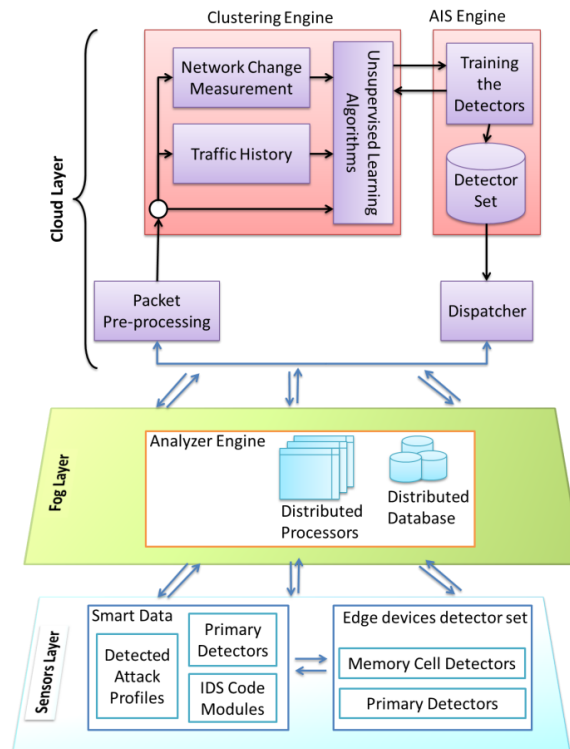 Clustering Engine
AIS Engine
Cloud Layer
Network Change
Measurement
Traffic History
Unsupervised Learning
Algorithms
Training
the
Detectors
Detector
Set
Packet
Pre-processing
Dispatcher
Fog Layer
Analyzer Engine
Distributed
Processors
Distributed
Database
Sensors Layer
Smart Data
Detected
Attack
Profiles
Primary
Detectors
IDS Code
Modules
Edge devices detector set
Memory Cell Detectors
Primary Detectors